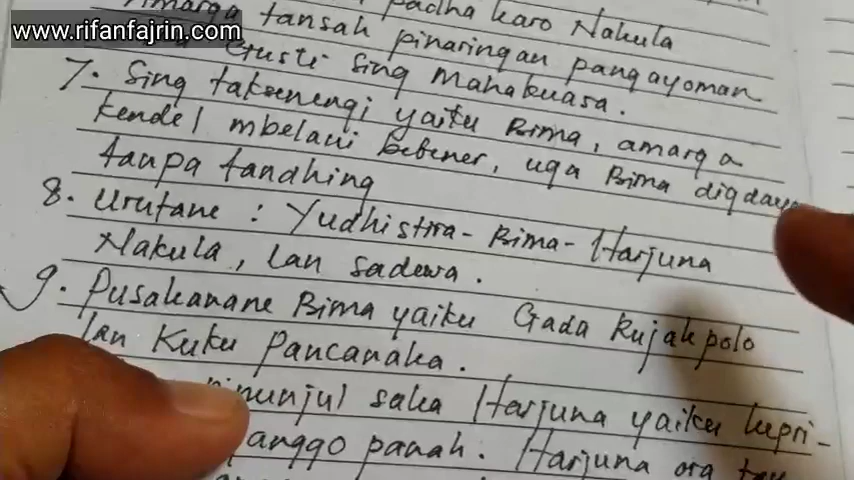 www.rifanfajrin.com
Amarga tansah padha karo Nakula
pinaringan pangayoman
Gusti sing mahakuasa.
7. Sing taksenengi yaitu Bima, amarga
kendel mbelani bebener, uga Bima digdaya
tanpa tandhing
8. Urutane : Yudhistira - Bima - Harjuna
Nakula, lan Sadewa.
9. Pusakanane Bima yaiku Gada Rujakpolo
lan Kuku Pancanaka.
pinunjul saka Harjuna yaiku kepri-
anggo panah. Harjuna ora